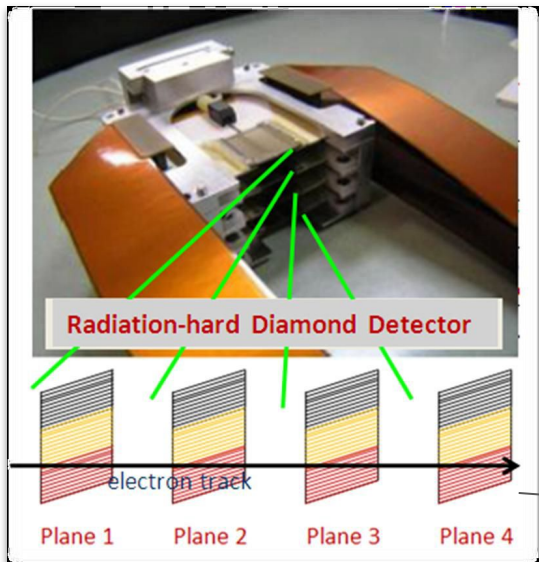 Radiation-hard Diamond Detector
electron track
Plane 1 Plane 2 Plane 3 Plane 4